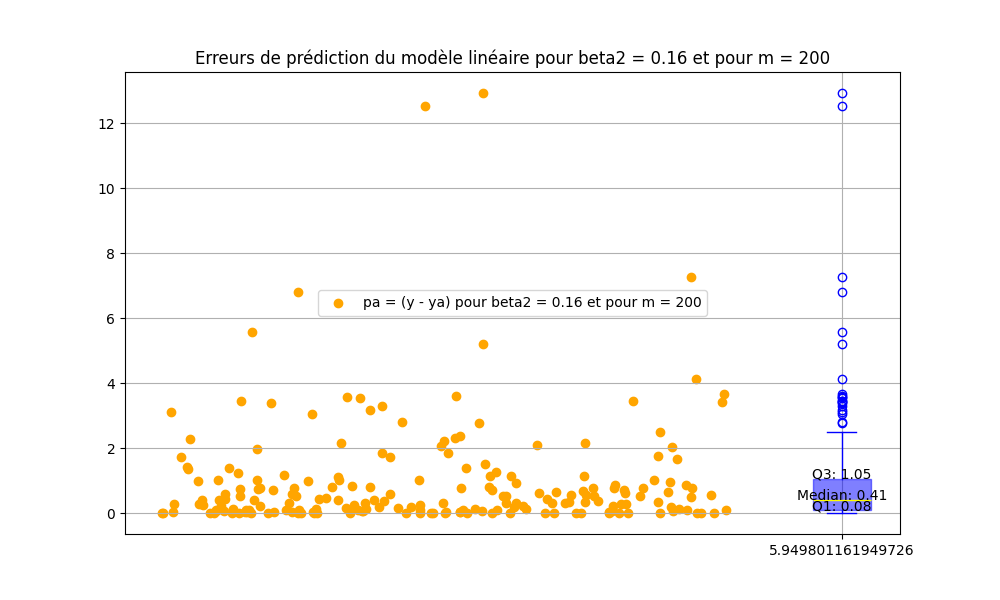 Erreurs de prédiction du modèle linéaire pour beta2 = 0.16 et pour m = 200
12
10
8
6
4
2
0
pa = (y - ya) pour beta2 = 0.16 et pour m = 200
Q3: 1.05
Median: 0.41
Q1: 0.08
5.949801161949726